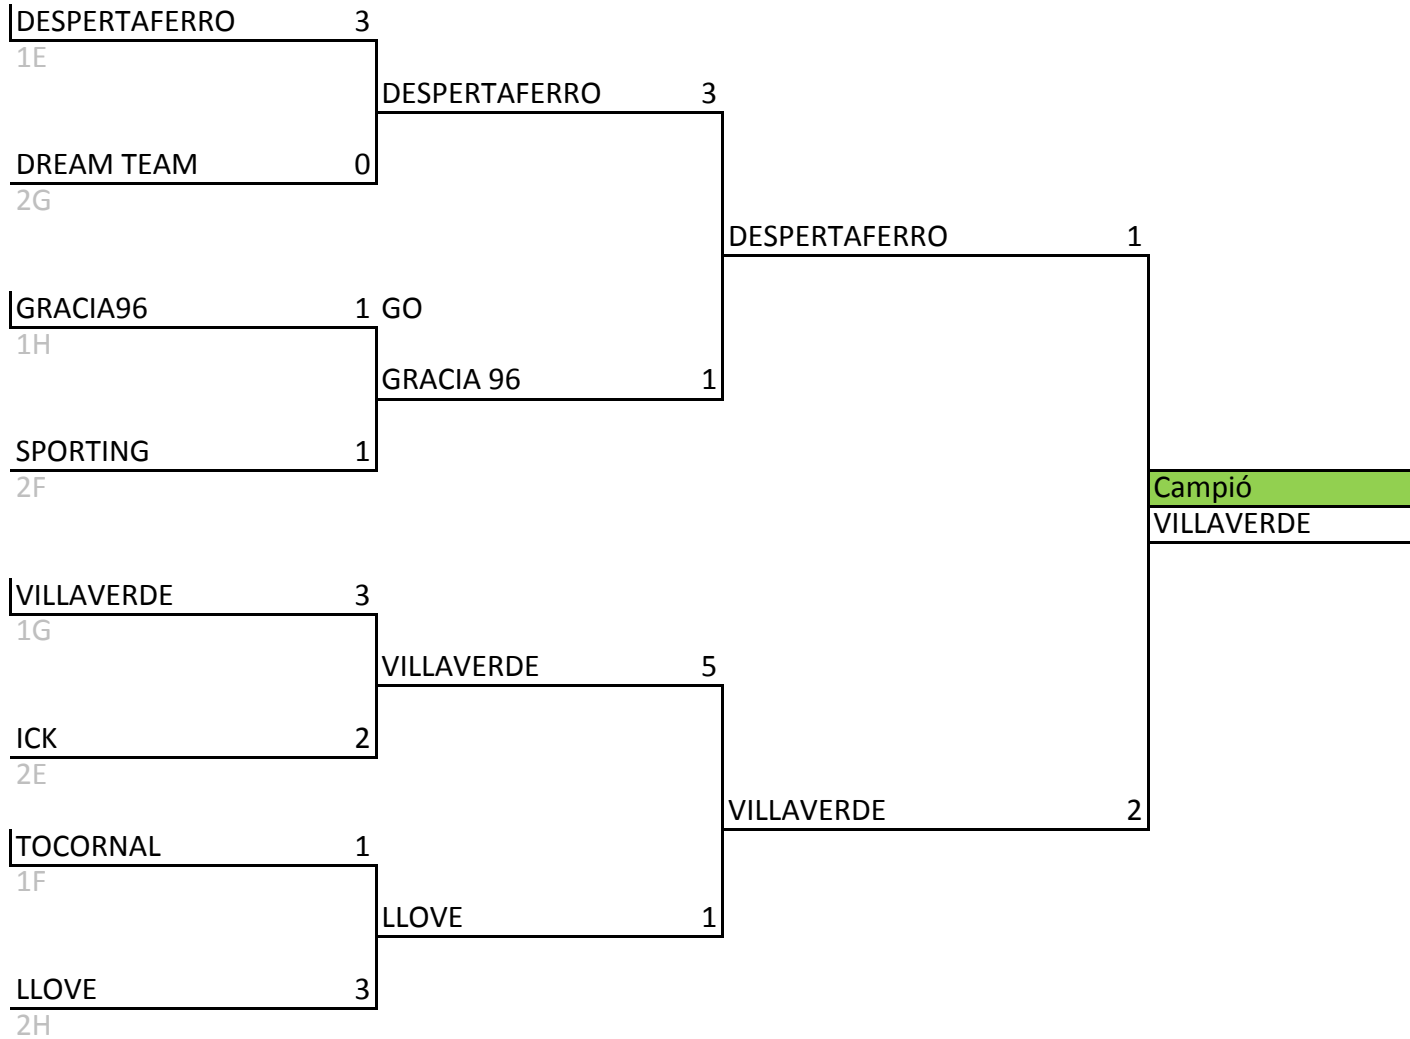 DESPERTAFERRO 3
1E
DESPERTAFERRO 3
DREAM TEAM 0
2G
DESPERTAFERRO 1
GRACIA96 1 GO
1H
GRACIA 96 1
SPORTING 1
2F
Campió
VILLAVERDE
VILLAVERDE 3
1G
VILLAVERDE 5
ICK 2
2E
VILLAVERDE 2
TOCORNAL 1
1F
LLOVE 1
LLOVE 3
2H